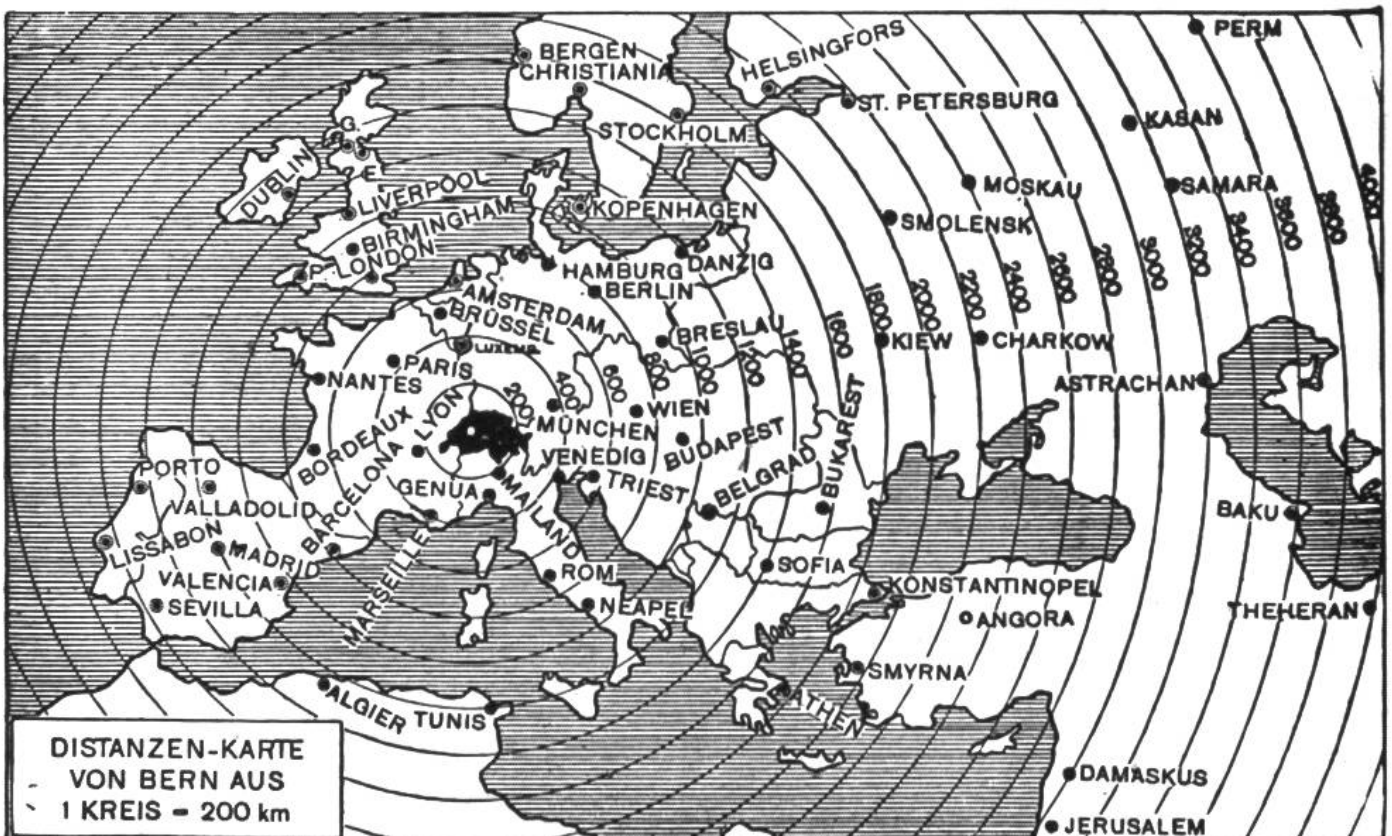 PERM
BERGEN
CHRISTIANIA
HELSINGFORS
ST. PETERSBURG
KASAN
STOCKHOLM
G.
E.
DUBLIN
LIVERPOOL
MOSKAU
SAMARA
KOPENHAGEN
SMOLENSK
BIRMINGHAM
P.
LONDON
HAMBURG
DANZIG
BERLIN
AMSTERDAM
BRÜSSEL
LUXEMB.
BRESLAU
KIEW
CHARKOW
200
400
600
800
1000
1200
1400
1600
1800
2000
2200
2400
2600
2800
3000
3200
3400
3600
3800
4000
PARIS
NANTES
ASTRACHAN
LYON
MÜNCHEN
WIEN
BUDAPEST
BUKAREST
BORDEAUX
VENEDIG
TRIEST
BELGRAD
PORTO
VALLADOLID
BARCELONA
GENUA
MAILAND
BAKU
LISSABON
MADRID
MARSEILLE
ROM
SOFIA
VALENCIA
KONSTANTINOPEL
SEVILLA
NEAPEL
ANGORA
THEHERAN
SMYRNA
ALGIER
TUNIS
ATHEN
DAMASKUS
JERUSALEM
DISTANZEN-KARTE
VON BERN AUS
1 KREIS = 200 km